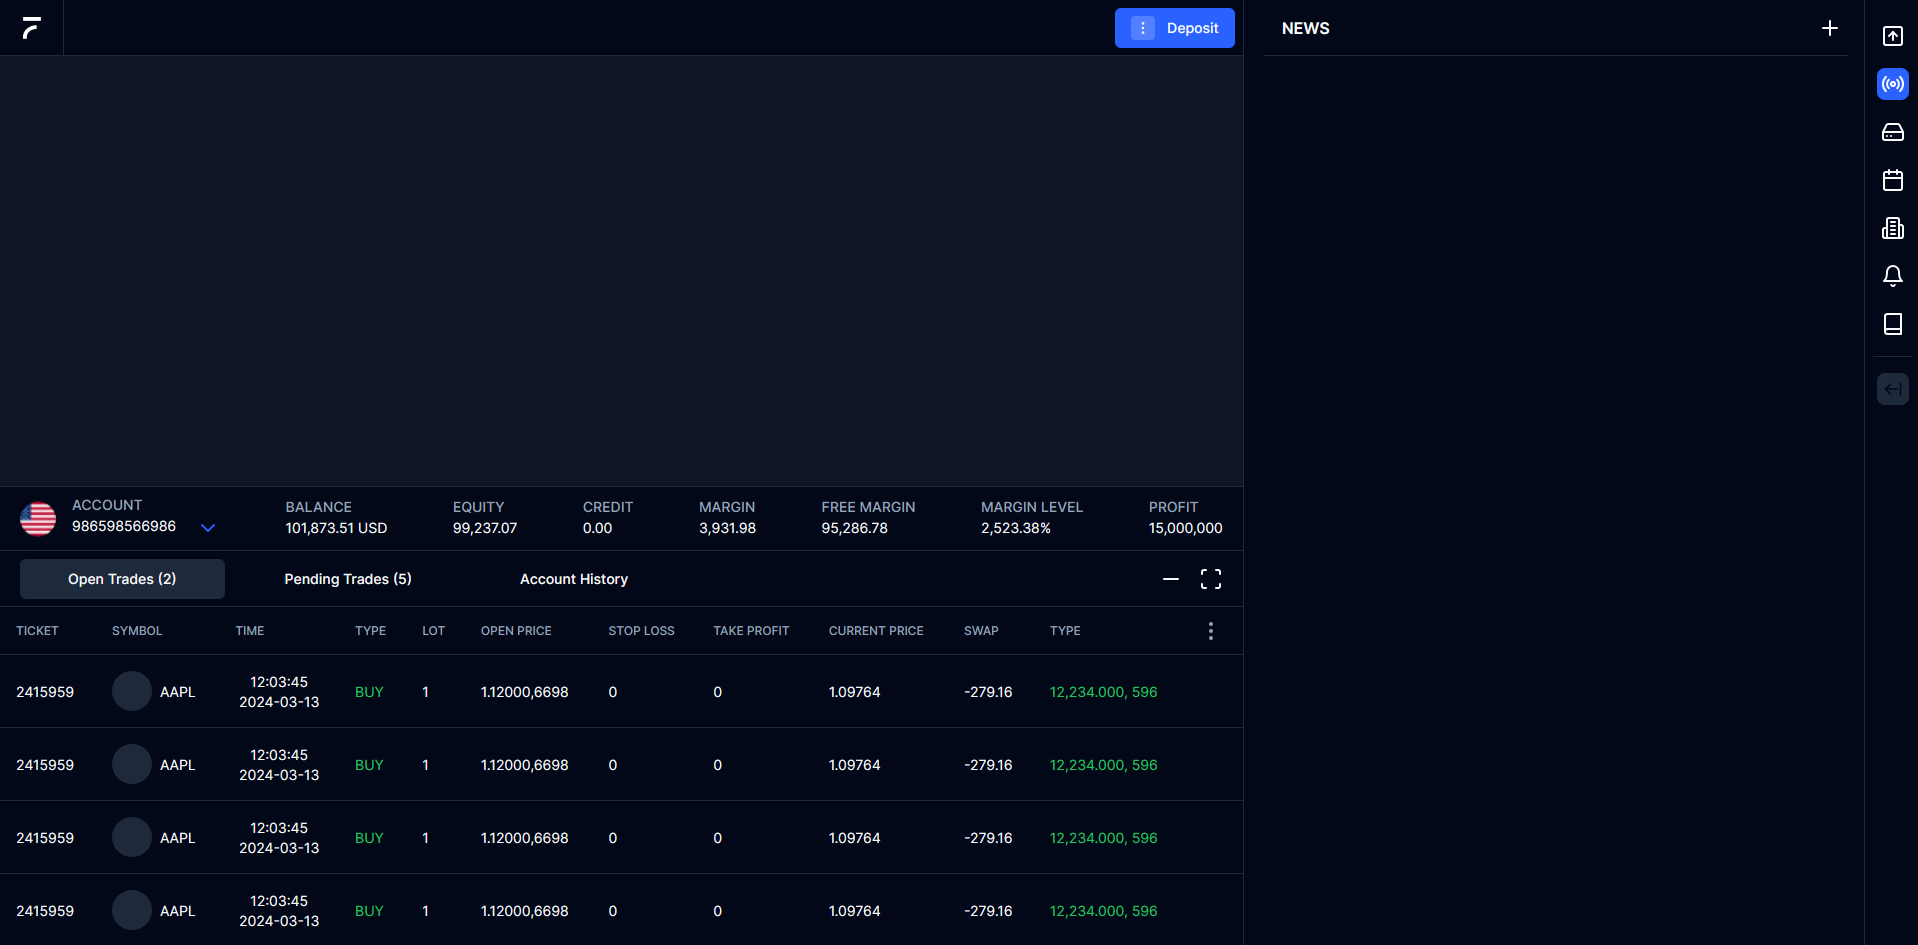 Deposit
NEWS
ACCOUNT
986598566986
BALANCE
101,873.51 USD
EQUITY
99,237.07
CREDIT
0.00
MARGIN
3,931.98
FREE MARGIN
95,286.78
MARGIN LEVEL
2,523.38%
PROFIT
15,000,000
Open Trades (2)
Pending Trades (5)
Account History
TICKET SYMBOL TIME TYPE LOT OPEN PRICE STOP LOSS TAKE PROFIT CURRENT PRICE SWAP TYPE
2415959 AAPL 12:03:45 2024-03-13 BUY 1 1.12000,6698 0 0 1.09764 -279.16 12,234.000, 596
2415959 AAPL 12:03:45 2024-03-13 BUY 1 1.12000,6698 0 0 1.09764 -279.16 12,234.000, 596
2415959 AAPL 12:03:45 2024-03-13 BUY 1 1.12000,6698 0 0 1.09764 -279.16 12,234.000, 596
2415959 AAPL 12:03:45 2024-03-13 BUY 1 1.12000,6698 0 0 1.09764 -279.16 12,234.000, 596